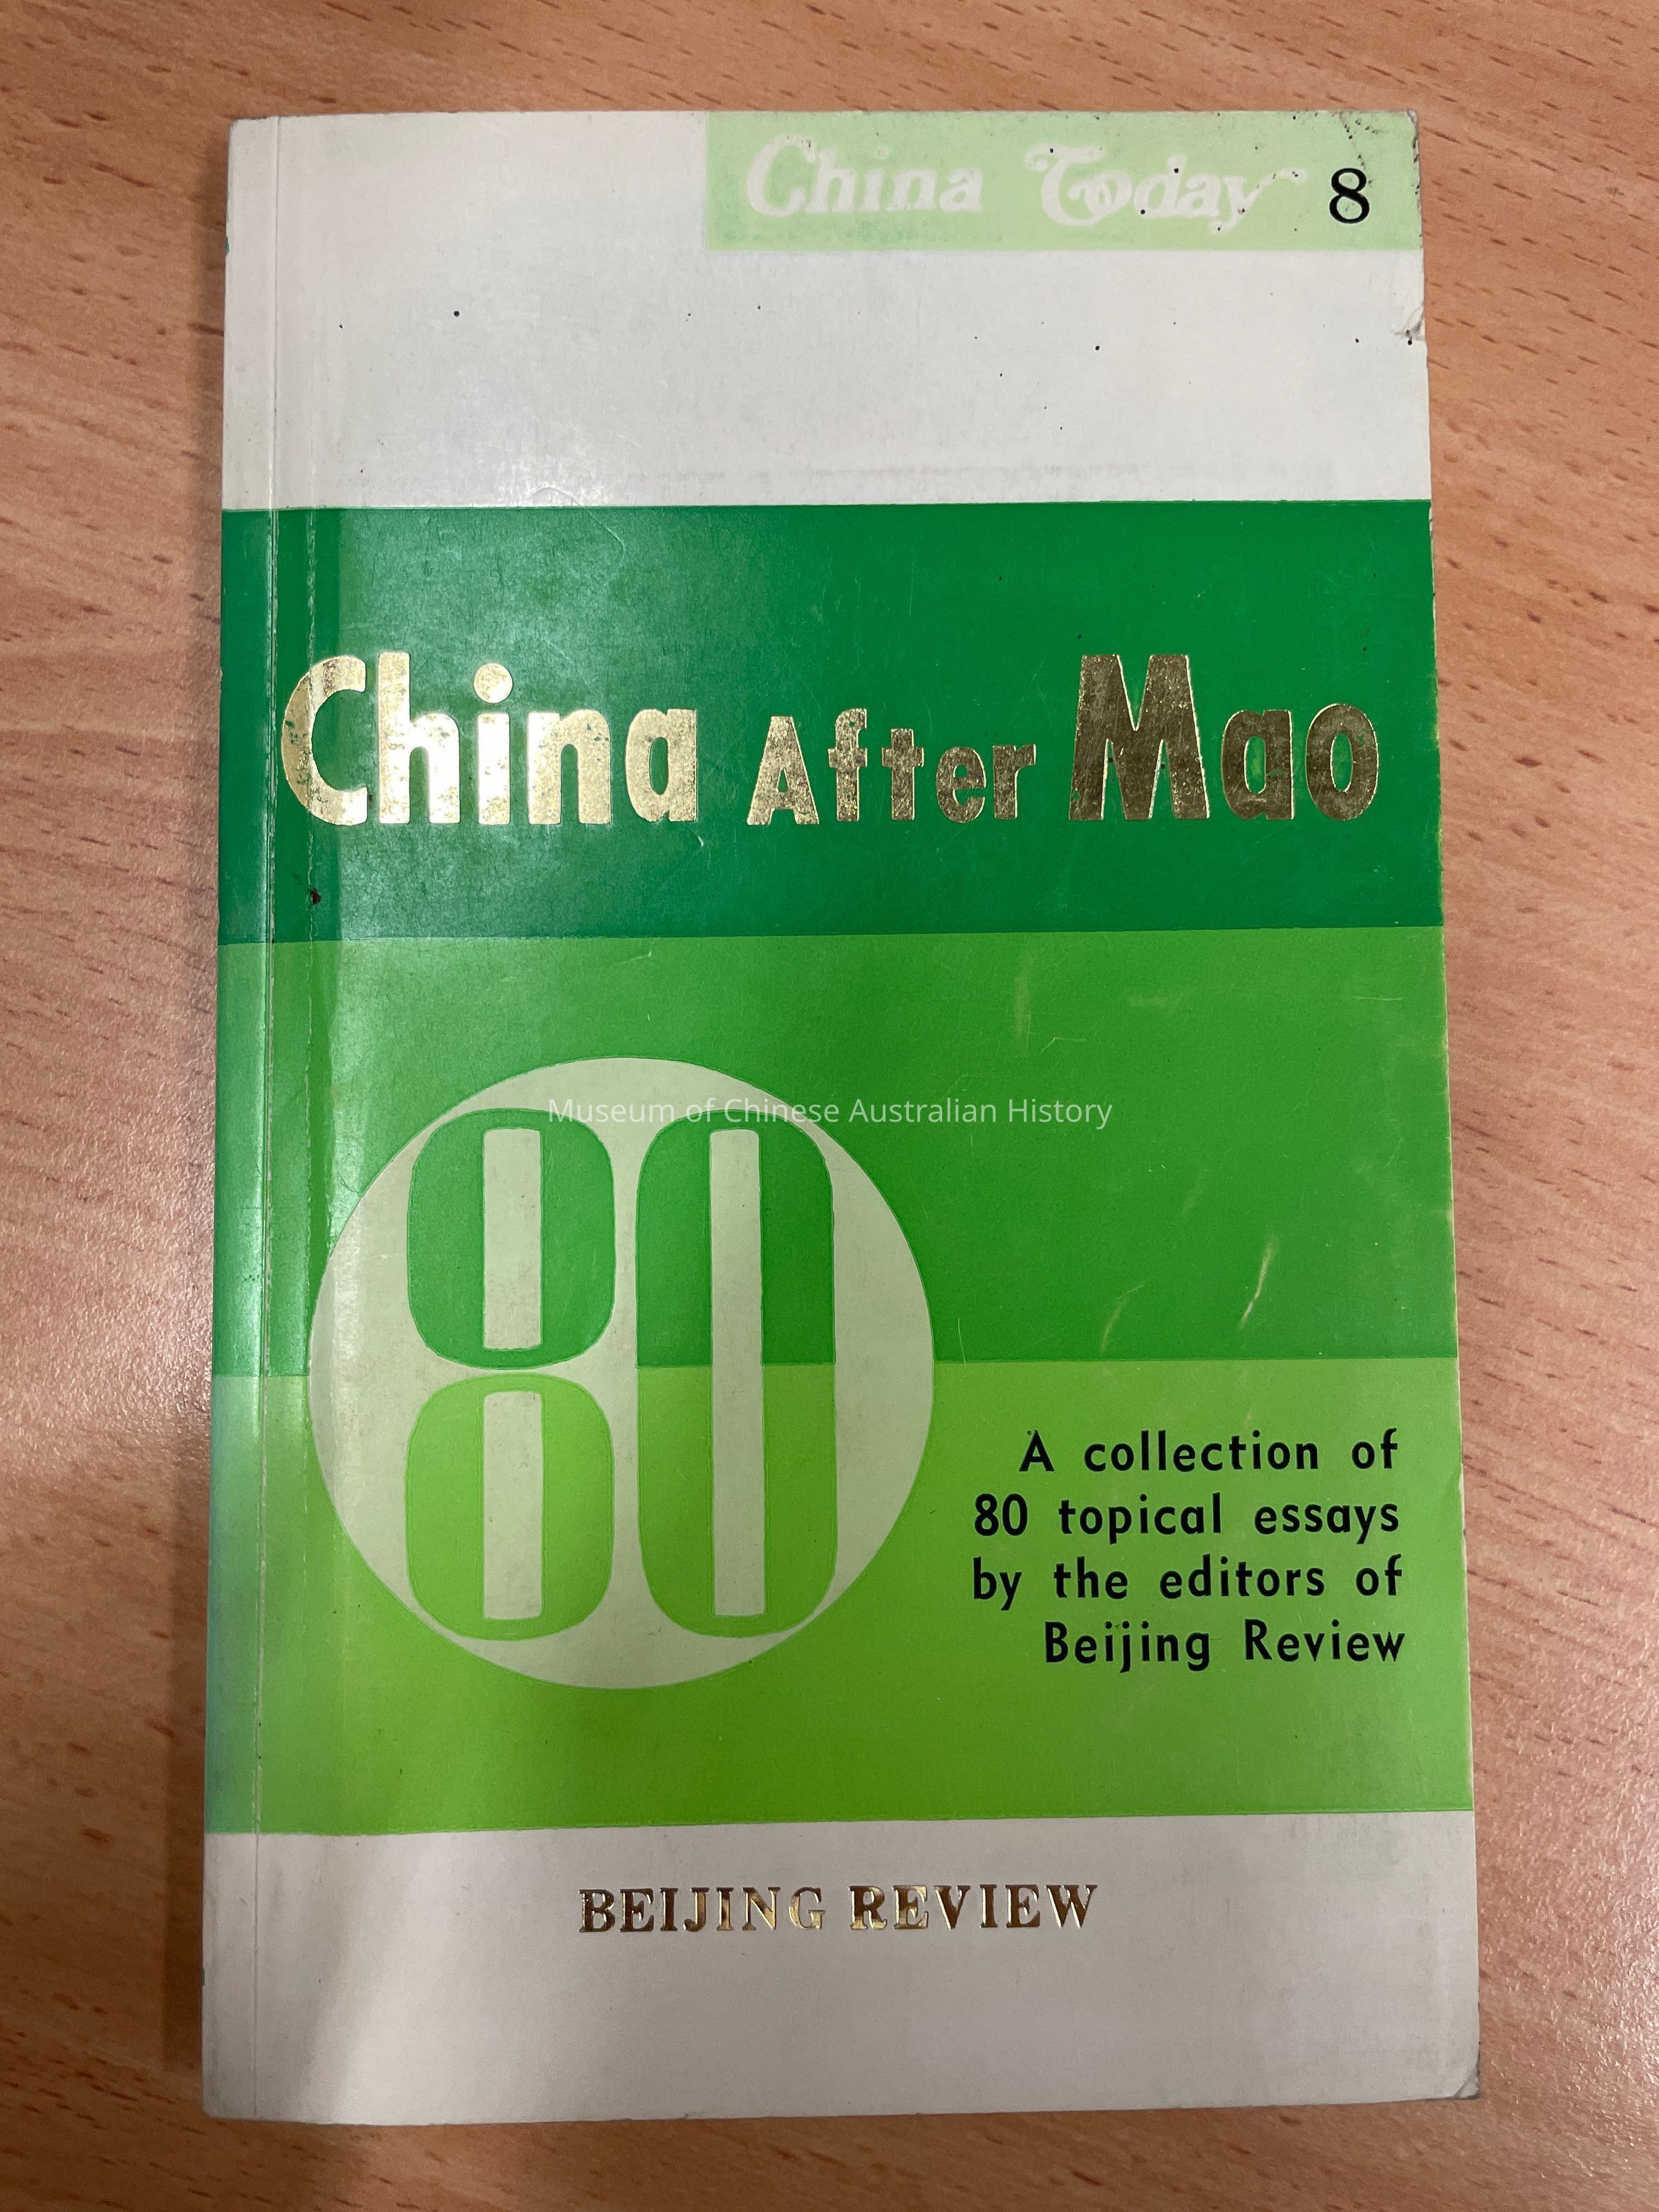 China Today 8
China After Mao
Museum of Chinese Australian History
80
A collection of
80 topical essays
by the editors of
Beijing Review
BEIJING REVIEW